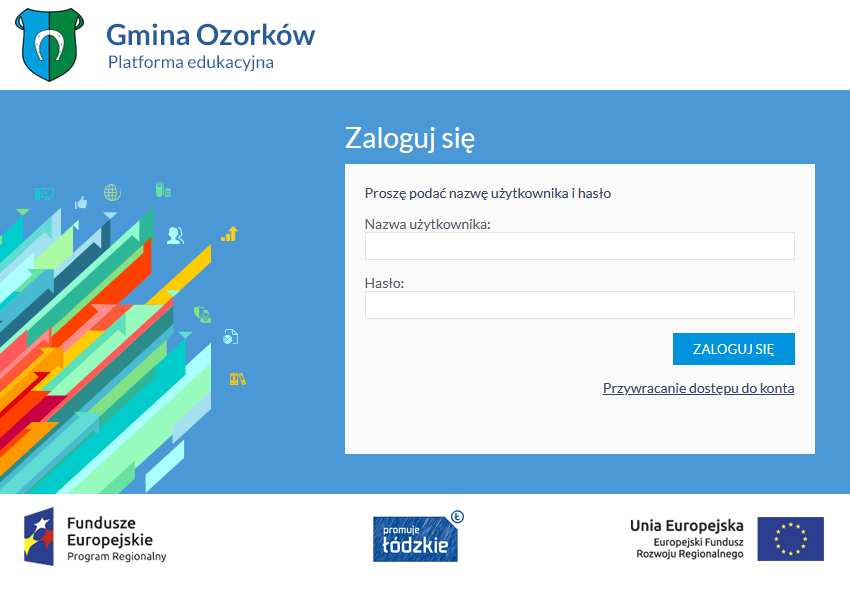 Gmina Ozorków
Platforma edukacyjna
Zaloguj się
Proszę podać nazwę użytkownika i hasło
Nazwa użytkownika:
Hasło:
ZALOGUJ SIĘ
Przywracanie dostępu do konta
Fundusze
Europejskie
Program Regionalny
Ł
promuje
łódzkie
Unia Europejska
Europejski Fundusz
Rozwoju Regionalnego